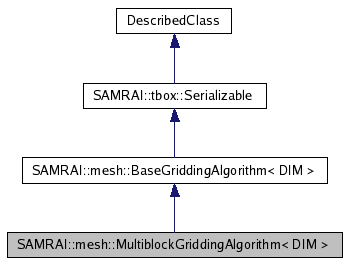 DescribedClass
SAMRAI::tbox::Serializable
SAMRAI::mesh::BaseGriddingAlgorithm< DIM >
SAMRAI::mesh::MultiblockGriddingAlgorithm< DIM >